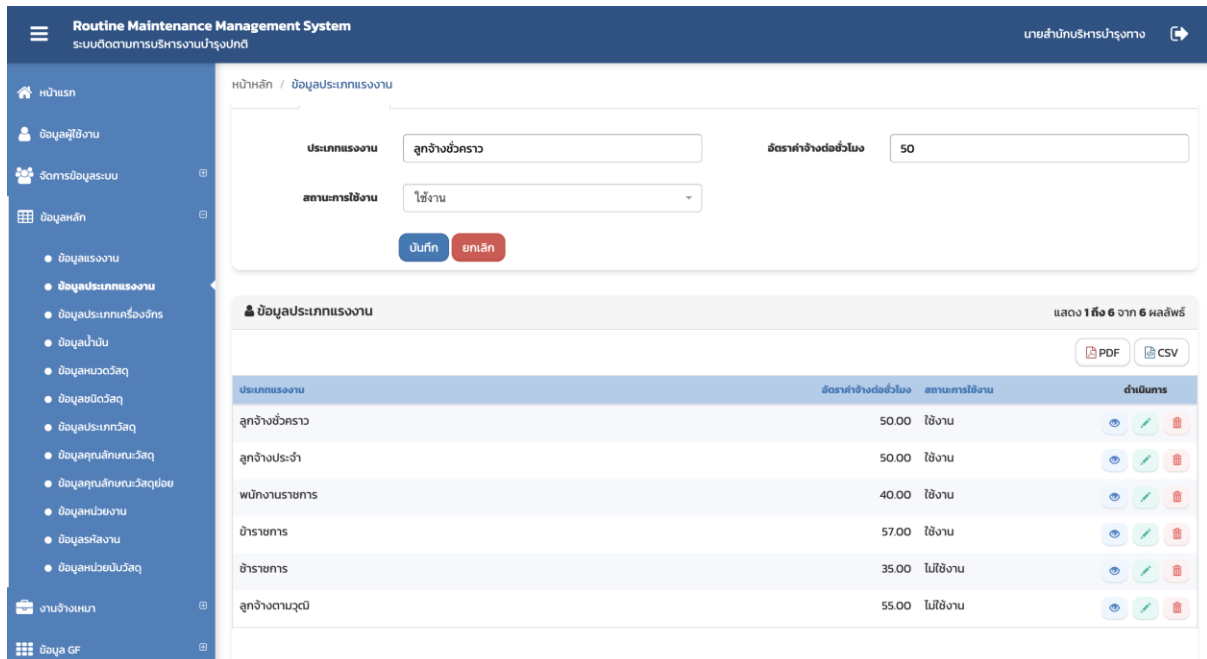 Routine Maintenance Management System
ระบบติดตามการบริหารงานบำรุงปกติ
นายสำนักบริหารบำรุงทาง
หน้าแรก
ข้อมูลผู้ใช้งาน
จัดการข้อมูลระบบ
ข้อมูลหลัก
ข้อมูลแรงงาน
ข้อมูลประเภทแรงงาน
ข้อมูลประเภทเครื่องจักร
ข้อมูลน้ำมัน
ข้อมูลหมวดวัสดุ
ข้อมูลชนิดวัสดุ
ข้อมูลประเภทวัสดุ
ข้อมูลคุณลักษณะวัสดุ
ข้อมูลคุณลักษณะวัสดุย่อย
ข้อมูลหน่วยงาน
ข้อมูลรหัสงาน
ข้อมูลหน่วยนับวัสดุ
งานจ้างเหมา
ข้อมูล GF
หน้าหลัก / ข้อมูลประเภทแรงงาน
ประเภทแรงงาน ลูกจ้างชั่วคราว อัตราค่าจ้างต่อชั่วโมง 50
สถานะการใช้งาน ใช้งาน
บันทึก ยกเลิก
ข้อมูลประเภทแรงงาน แสดง 1 ถึง 6 จาก 6 ผลลัพธ์
PDF CSV
ประเภทแรงงาน อัตราค่าจ้างต่อชั่วโมง สถานะการใช้งาน ดำเนินการ
ลูกจ้างชั่วคราว 50.00 ใช้งาน
ลูกจ้างประจำ 50.00 ใช้งาน
พนักงานราชการ 40.00 ใช้งาน
ข้าราชการ 57.00 ใช้งาน
ช้าราชการ 35.00 ไม่ใช้งาน
ลูกจ้างตามวุฒิ 55.00 ไม่ใช้งาน